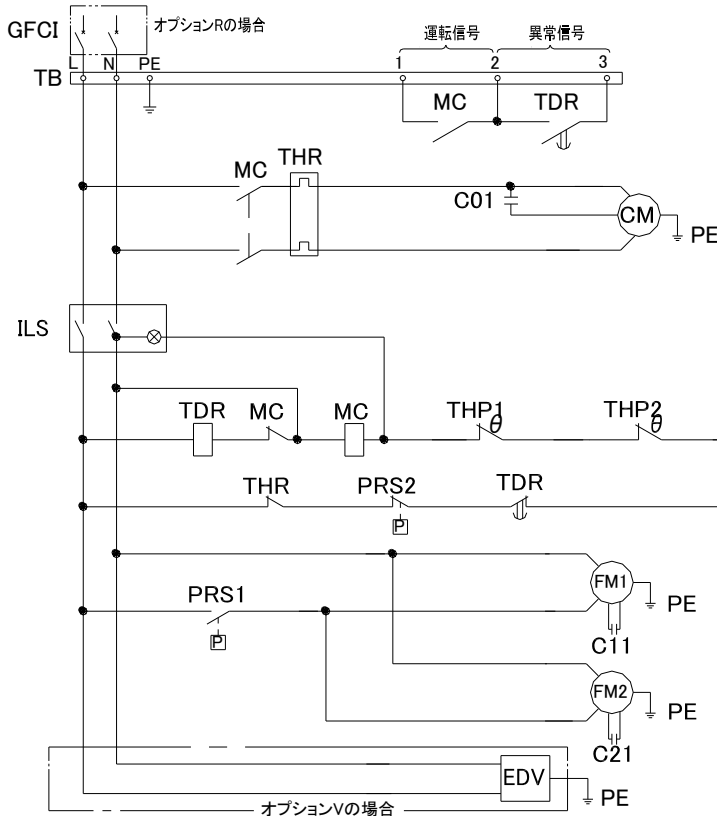 GFCI
オプションRの場合
運転信号
異常信号
L N PE
1 2 3
TB
MC TDR
MC THR
C01
CM
PE
ILS
TDR MC MC THP1 THP2
θ θ
THR PRS2 TDR
P
PRS1
P
FM1
PE
C11
FM2
PE
C21
EDV
PE
オプションVの場合